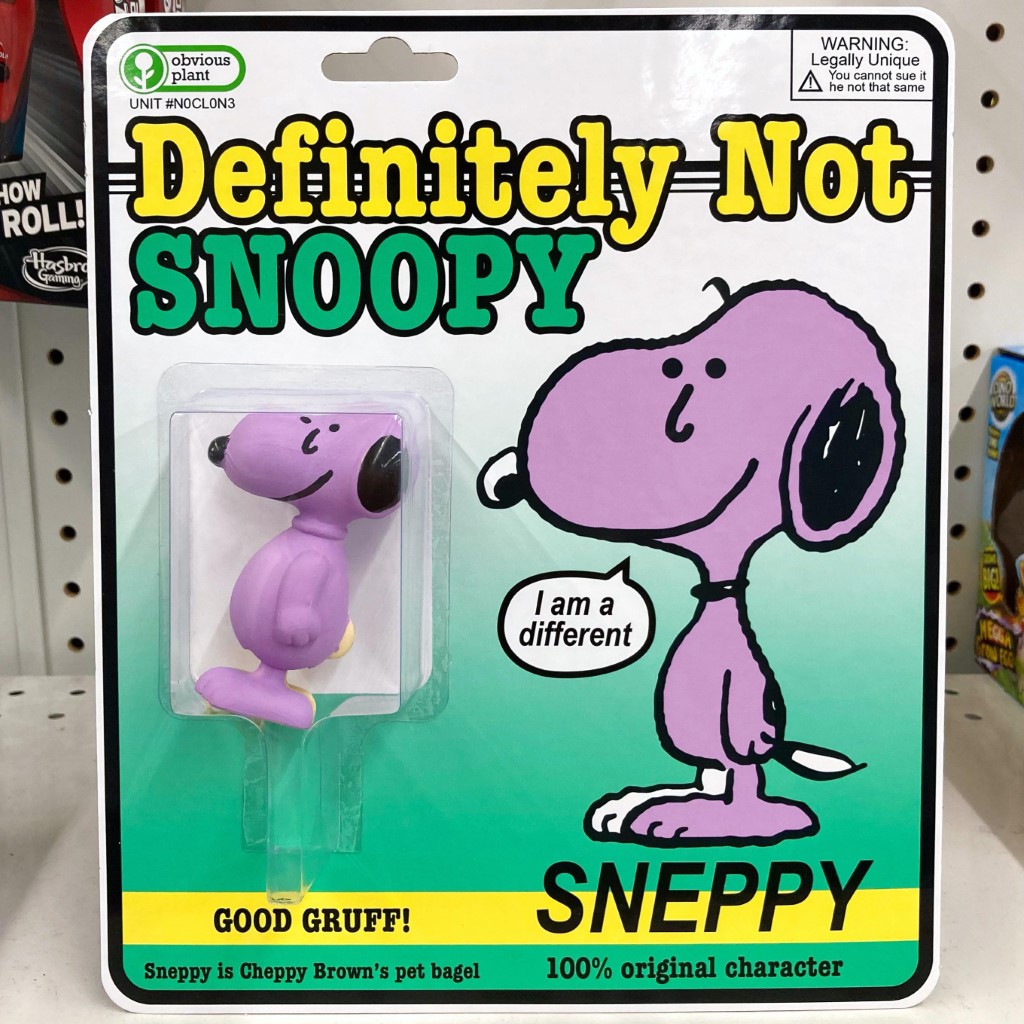 obvious
plant
UNIT #N0CL0N3
WARNING:
Legally Unique
You cannot sue it
he not that same
Definitely Not
SNOOPY
HOW
ROLL!
Hasbro
Gaming
I am a
different
SNEPPY
GOOD GRUFF!
Sneppy is Cheppy Brown's pet bagel
100% original character